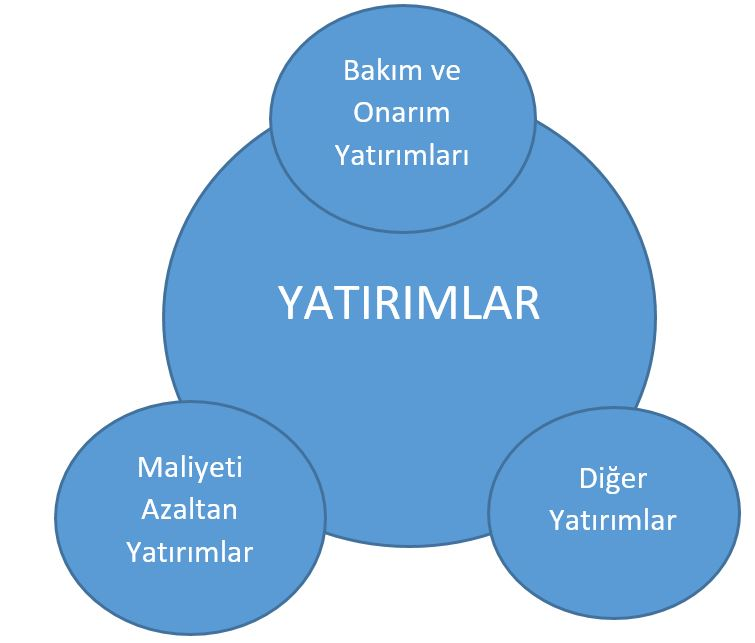 Bakım ve
Onarım
Yatırımları
YATIRIMLAR
Maliyeti
Azaltan
Yatırımlar
Diğer
Yatırımlar